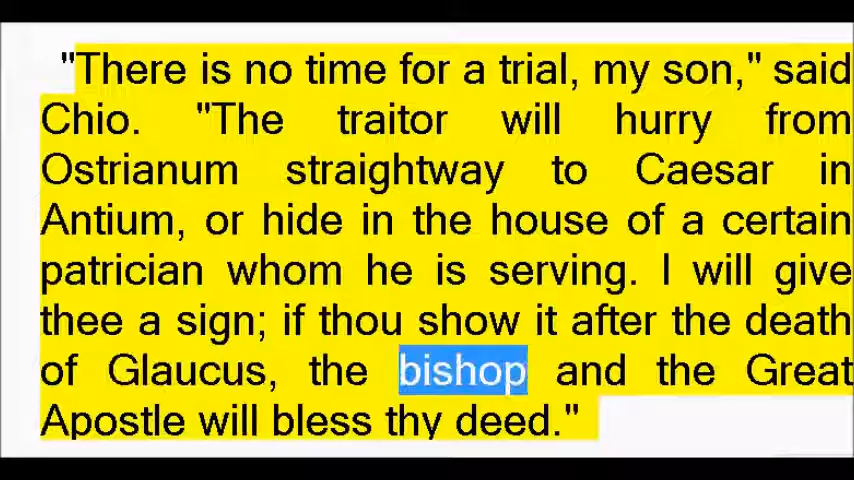 "There is no time for a trial, my son," said
Chio. "The traitor will hurry from
Ostrianum straightway to Caesar in
Antium, or hide in the house of a certain
patrician whom he is serving. I will give
thee a sign; if thou show it after the death
of Glaucus, the bishop and the Great
Apostle will bless thy deed."